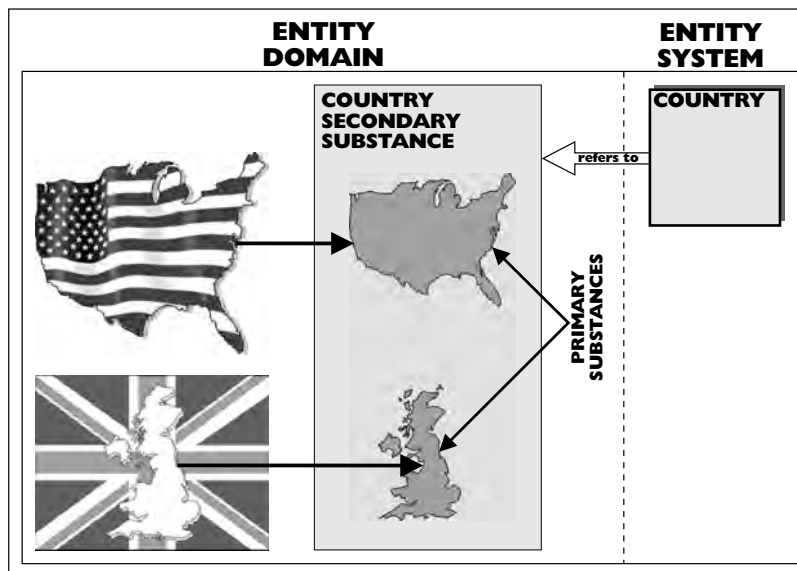 ENTITY
DOMAIN
ENTITY
SYSTEM
COUNTRY
SECONDARY
SUBSTANCE
COUNTRY
refers to
PRIMARY
SUBSTANCES